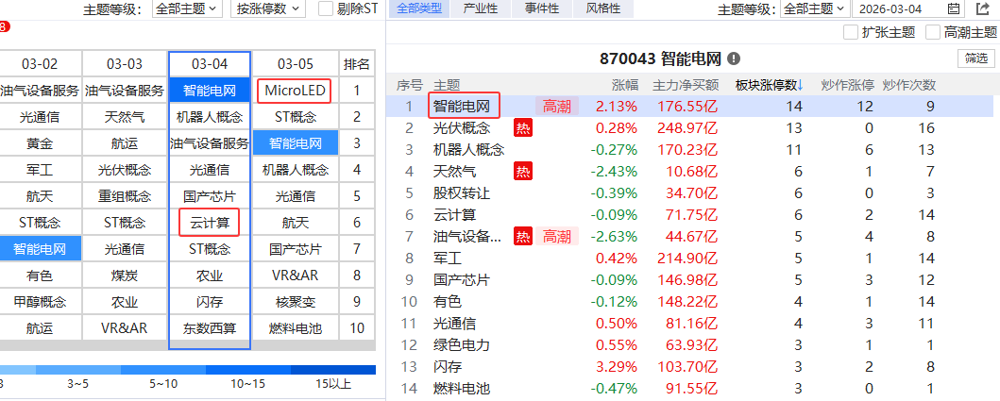 主题等级: 全部主题 按涨停数 剔除ST
8
03-02 03-03 03-04 03-05 排名
油气设备服务 油气设备服务 智能电网 MicroLED 1
光通信 天然气 机器人概念 ST概念 2
黄金 航运 油气设备服务 智能电网 3
军工 光伏概念 光通信 机器人概念 4
航天 重组概念 国产芯片 光通信 5
ST概念 ST概念 云计算 航天 6
智能电网 光通信 ST概念 国产芯片 7
有色 煤炭 农业 VR&AR 8
甲醇概念 农业 闪存 核聚变 9
航运 VR&AR 东数西算 燃料电池 10
3 3~5 5~10 10~15 15以上
全部类型 产业性 事件性 风格性 主题等级: 全部主题 2026-03-04
扩张主题 高潮主题
870043 智能电网 筛选
序号 主题 涨幅 主力净买额 板块涨停数↓ 炒作涨停 炒作次数
1 智能电网 高潮 2.13% 176.55亿 14 12 9
2 光伏概念 热 0.28% 248.97亿 13 0 16
3 机器人概念 -0.27% 170.23亿 11 6 13
4 天然气 热 -2.43% 10.68亿 6 1 7
5 股权转让 -0.39% 34.70亿 6 0 3
6 云计算 -0.09% 71.75亿 6 2 14
7 油气设备... 热 高潮 -2.63% 44.67亿 5 4 8
8 军工 0.42% 214.90亿 5 1 14
9 国产芯片 -0.09% 146.98亿 5 3 12
10 有色 -0.12% 148.22亿 4 1 14
11 光通信 0.50% 81.16亿 4 3 11
12 绿色电力 0.55% 63.93亿 3 1 1
13 闪存 3.29% 103.70亿 3 2 8
14 燃料电池 -0.47% 91.55亿 3 0 1